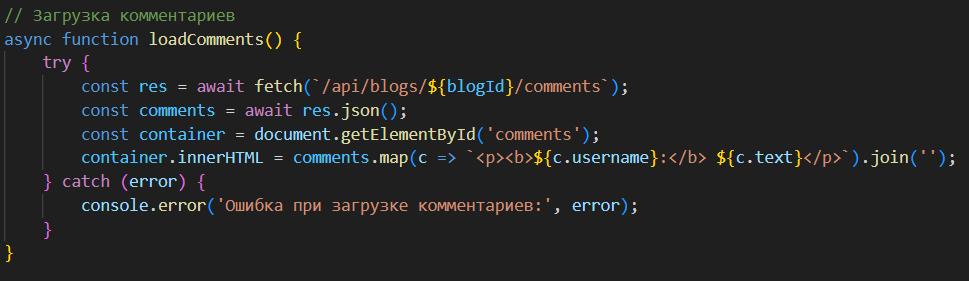 // Загрузка комментариев
async function loadComments() {
    try {
        const res = await fetch(`/api/blogs/${blogId}/comments`);
        const comments = await res.json();
        const container = document.getElementById('comments');
        container.innerHTML = comments.map(c => `<p><b>${c.username}:</b> ${c.text}</p>`).join('');
    } catch (error) {
        console.error('Ошибка при загрузке комментариев:', error);
    }
}